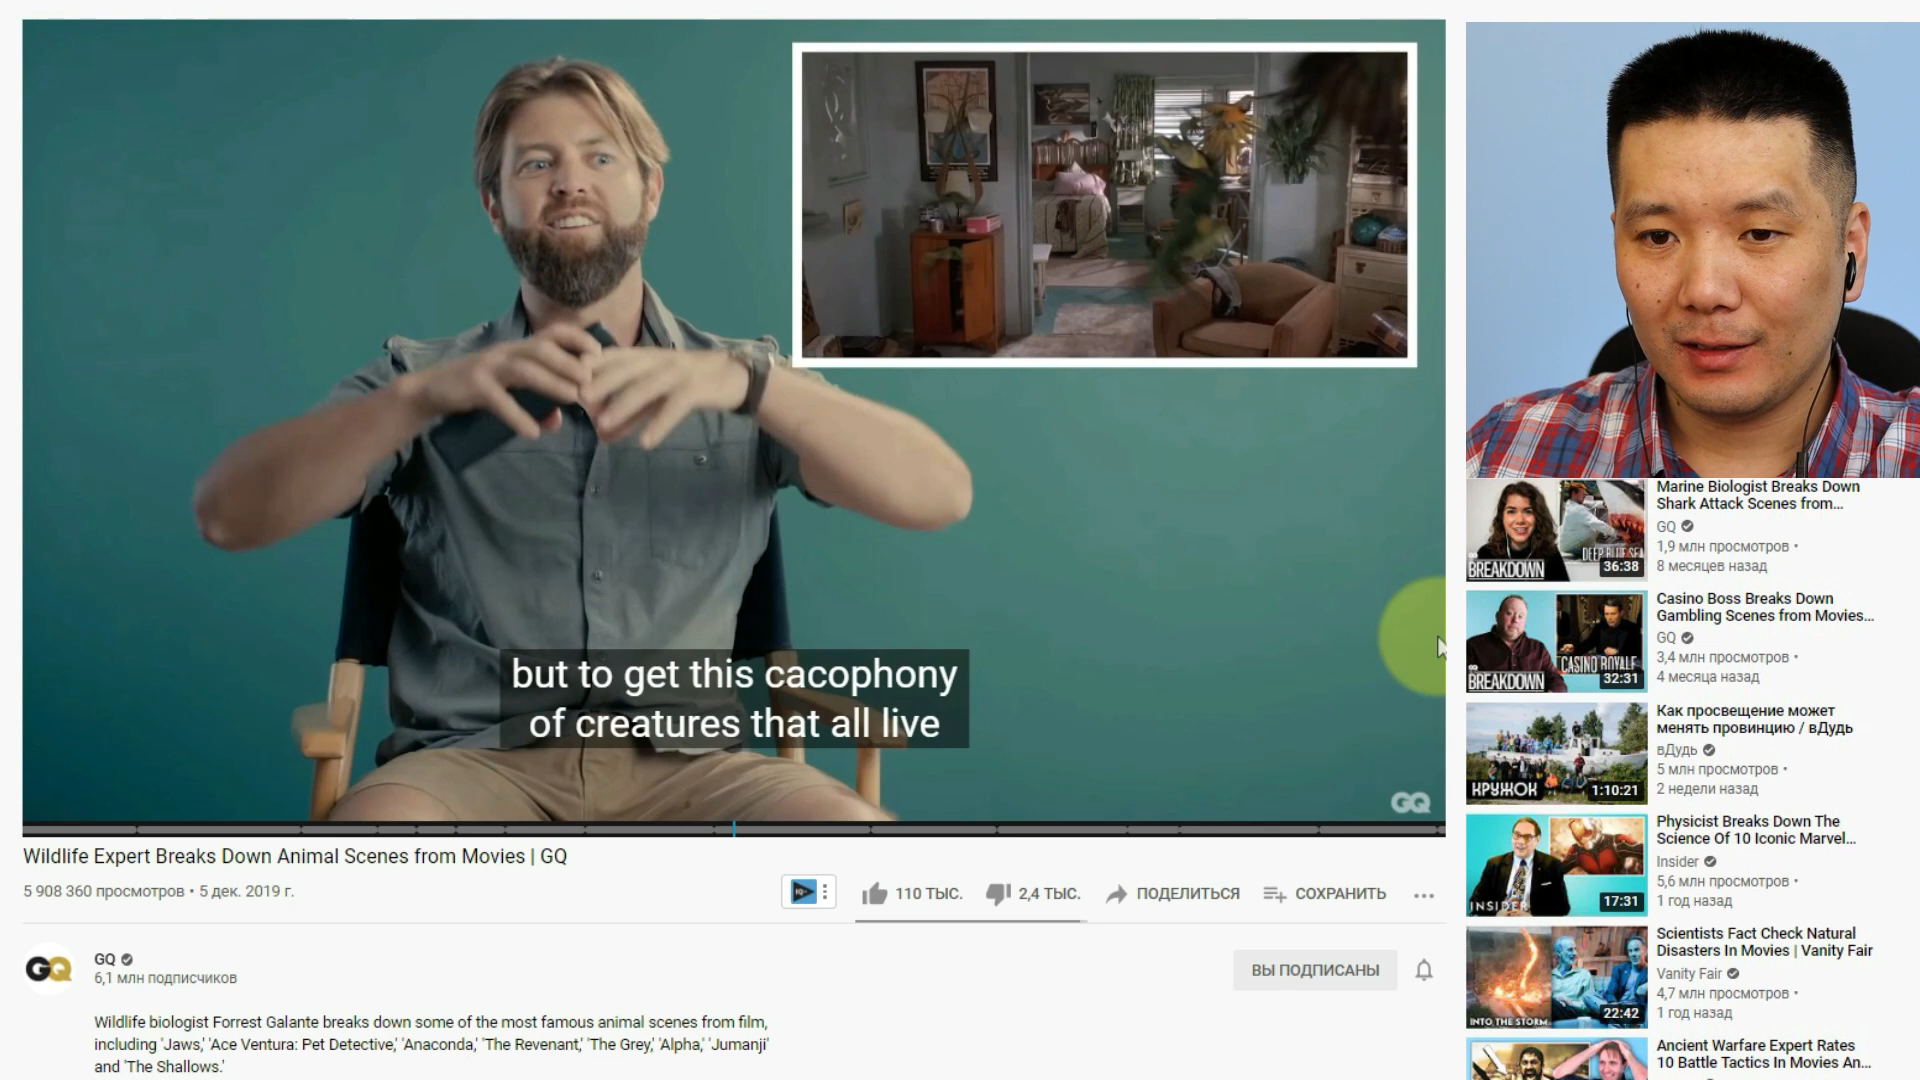 but to get this cacophony
of creatures that all live
GQ
Wildlife Expert Breaks Down Animal Scenes from Movies | GQ
5 908 360 просмотров • 5 дек. 2019 г.
110 ТЫС.
2,4 ТЫС.
ПОДЕЛИТЬСЯ
СОХРАНИТЬ
GQ
GQ
6,1 млн подписчиков
ВЫ ПОДПИСАНЫ
Wildlife biologist Forrest Galante breaks down some of the most famous animal scenes from film,
including 'Jaws,' 'Ace Ventura: Pet Detective,' 'Anaconda,' 'The Revenant,' 'The Grey,' 'Alpha,' 'Jumanji'
and 'The Shallows.'
DEEP BLUE SEA
BREAKDOWN
36:38
Marine Biologist Breaks Down
Shark Attack Scenes from...
GQ
1,9 млн просмотров •
8 месяцев назад
CASINO ROYALE
BREAKDOWN
32:31
Casino Boss Breaks Down
Gambling Scenes from Movies...
GQ
3,4 млн просмотров •
4 месяца назад
КРУЖОК
1:10:21
Как просвещение может
менять провинцию / вДудь
вДудь
5 млн просмотров •
2 недели назад
INSIDER
17:31
Physicist Breaks Down The
Science Of 10 Iconic Marvel...
Insider
5,6 млн просмотров •
1 год назад
INTO THE STORM
22:42
Scientists Fact Check Natural
Disasters In Movies | Vanity Fair
Vanity Fair
4,7 млн просмотров •
1 год назад
Ancient Warfare Expert Rates
10 Battle Tactics In Movies An...